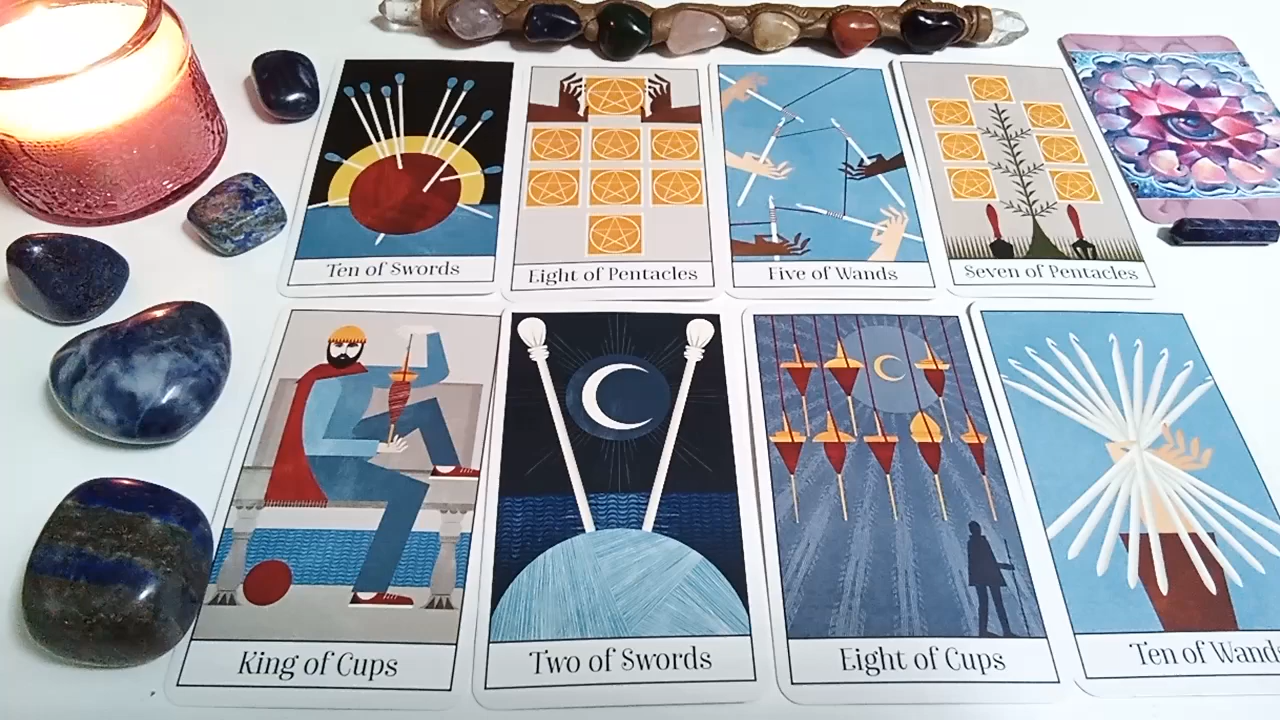 Ten of Swords
Eight of Pentacles
Five of Wands
Seven of Pentacles
King of Cups
Two of Swords
Eight of Cups
Ten of Wands